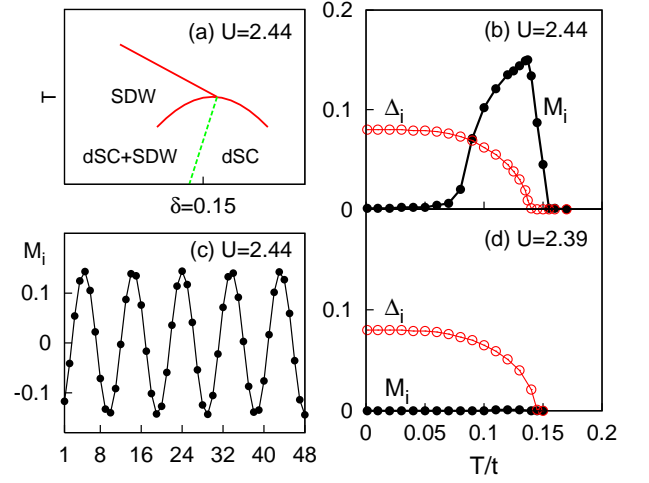 (a) U=2.44
T
SDW
dSC+SDW
dSC
δ=0.15
(b) U=2.44
0.2
0.1
0
Δi
Mi
(c) U=2.44
Mi
0.1
0
-0.1
1 8 16 24 32 40 48
(d) U=2.39
0.1
0
Δi
Mi
0 0.05 0.1 0.15 0.2
T/t